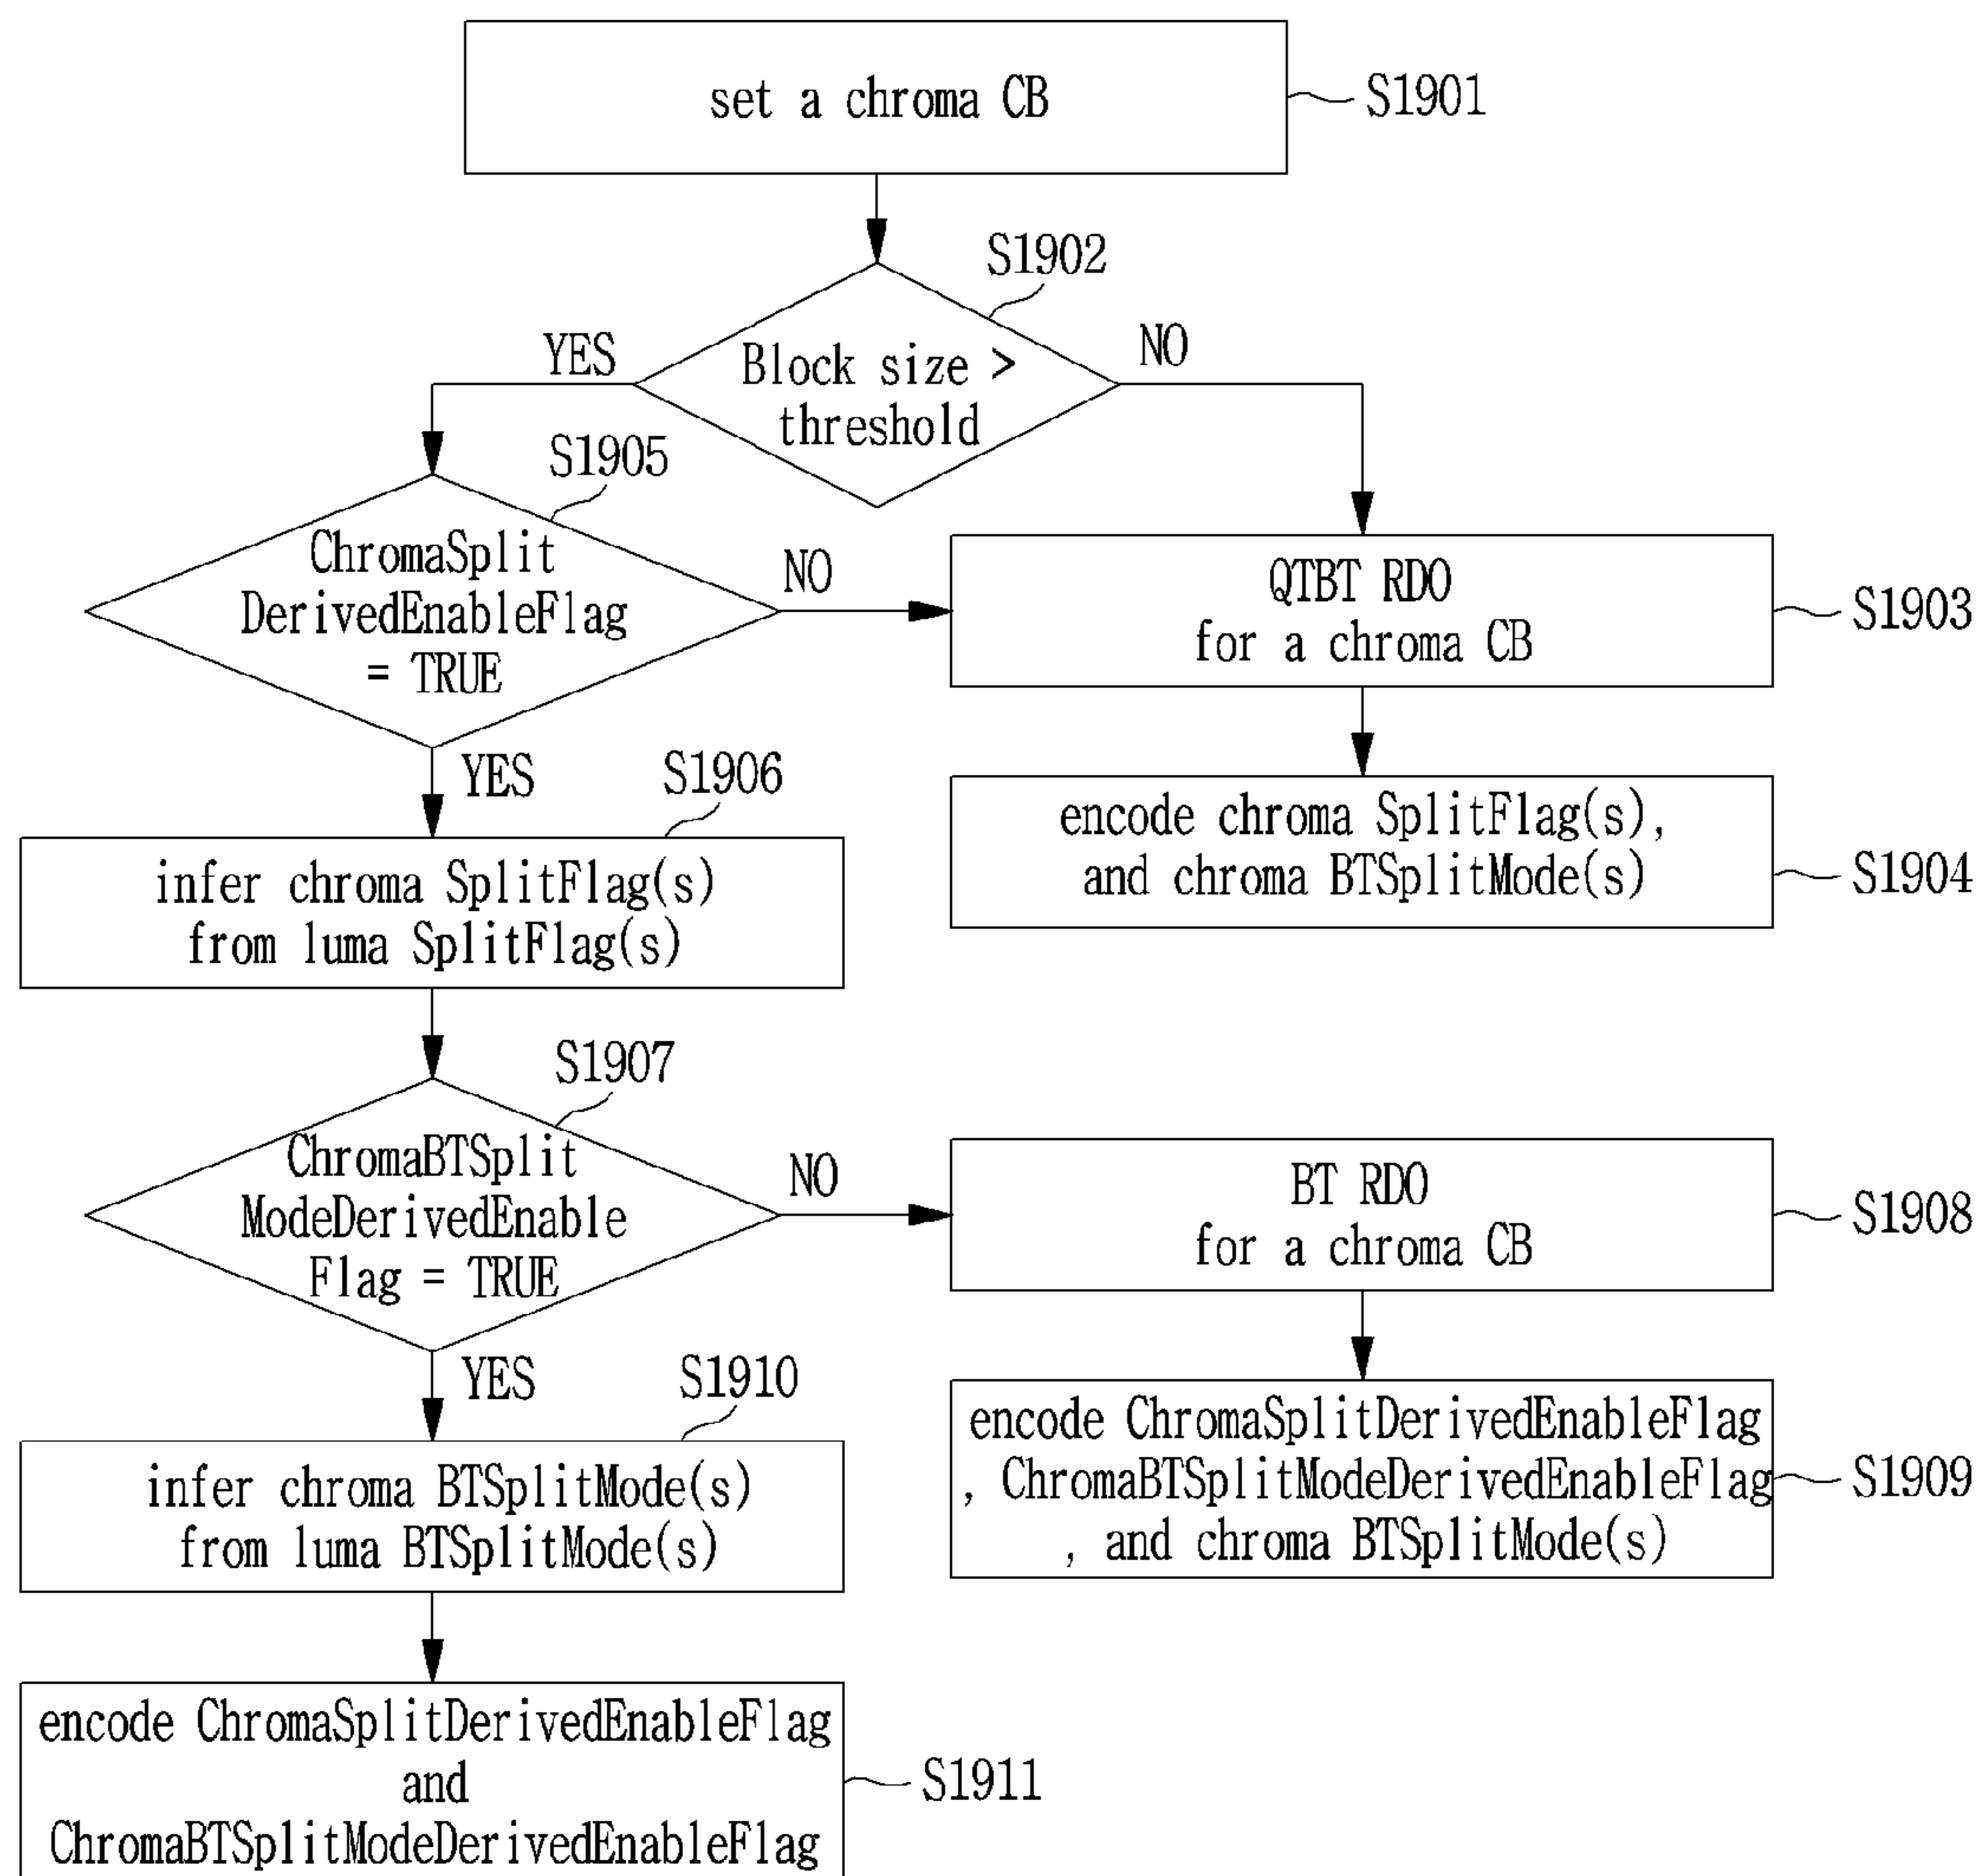 set a chroma CB
S1901
S1902
YES
Block size >
threshold
NO
S1905
ChromaSplit
DerivedEnableFlag
= TRUE
NO
QTBT RDO
for a chroma CB
S1903
YES
S1906
encode chroma SplitFlag(s),
and chroma BTSplitMode(s)
S1904
infer chroma SplitFlag(s)
from luma SplitFlag(s)
S1907
ChromaBTSplit
ModeDerivedEnable
Flag = TRUE
NO
BT RDO
for a chroma CB
S1908
YES
S1910
encode ChromaSplitDerivedEnableFlag
, ChromaBTSplitModeDerivedEnableFlag
, and chroma BTSplitMode(s)
S1909
infer chroma BTSplitMode(s)
from luma BTSplitMode(s)
encode ChromaSplitDerivedEnableFlag
and
ChromaBTSplitModeDerivedEnableFlag
S1911